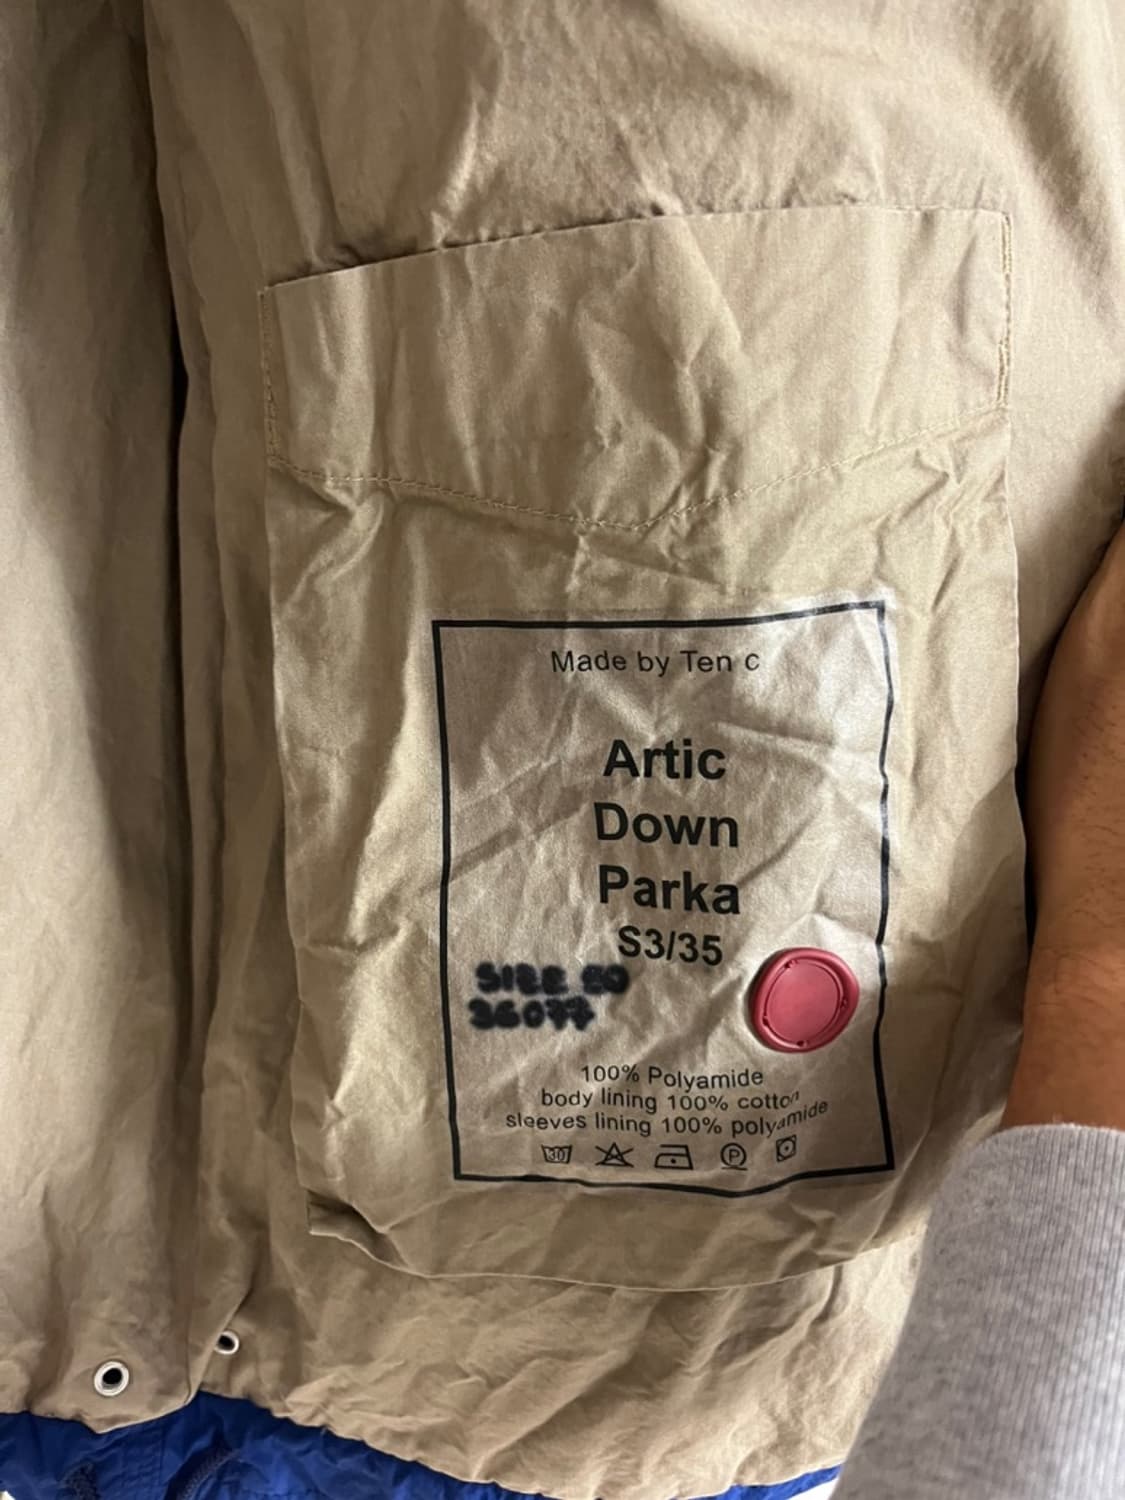 Made by Ten c
Artic
Down
Parka
S3/35
SIZE 50
36077
100% Polyamide
body lining 100% cotton
sleeves lining 100% polyamide
30
P